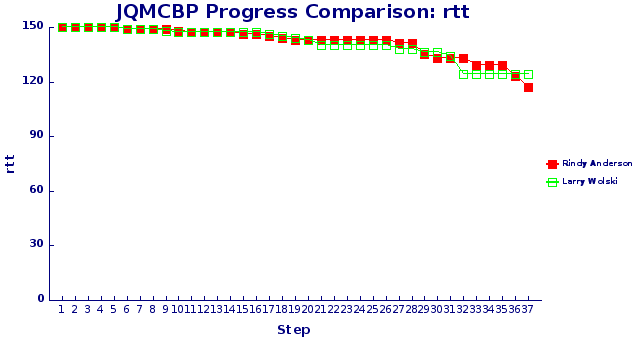 JQMCBP Progress Comparison: rtt
150
120
90
60
30
0
rtt
1 2 3 4 5 6 7 8 9 10 11 12 13 14 15 16 17 18 19 20 21 22 23 24 25 26 27 28 29 30 31 32 33 34 35 36 37
Step
Rindy Anderson
Larry Wolski